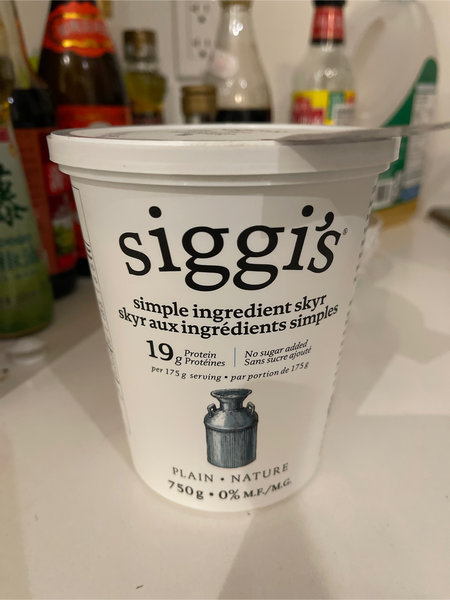 siggi's®
simple ingredient skyr
skyr aux ingrédients simples
19 g Protein Protéines | No sugar added Sans sucre ajouté
per 175 g serving • par portion de 175 g
PLAIN • NATURE
750 g • 0% M.F./M.G.